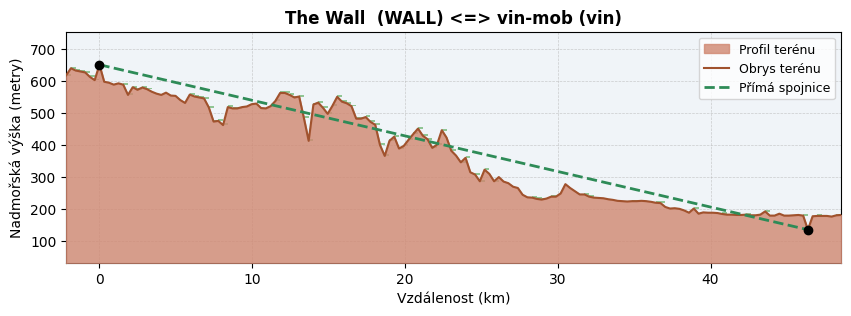 The Wall  (WALL) <=> vin-mob (vin)
Nadmořská výška (metry)
700
600
500
400
300
200
100
Profil terénu
Obrys terénu
Přímá spojnice
0
10
20
30
40
Vzdálenost (km)